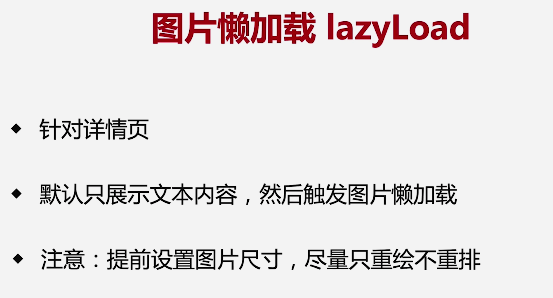 图片懒加载 lazyLoad
针对详情页
默认只展示文本内容，然后触发图片懒加载
注意：提前设置图片尺寸，尽量只重绘不重排